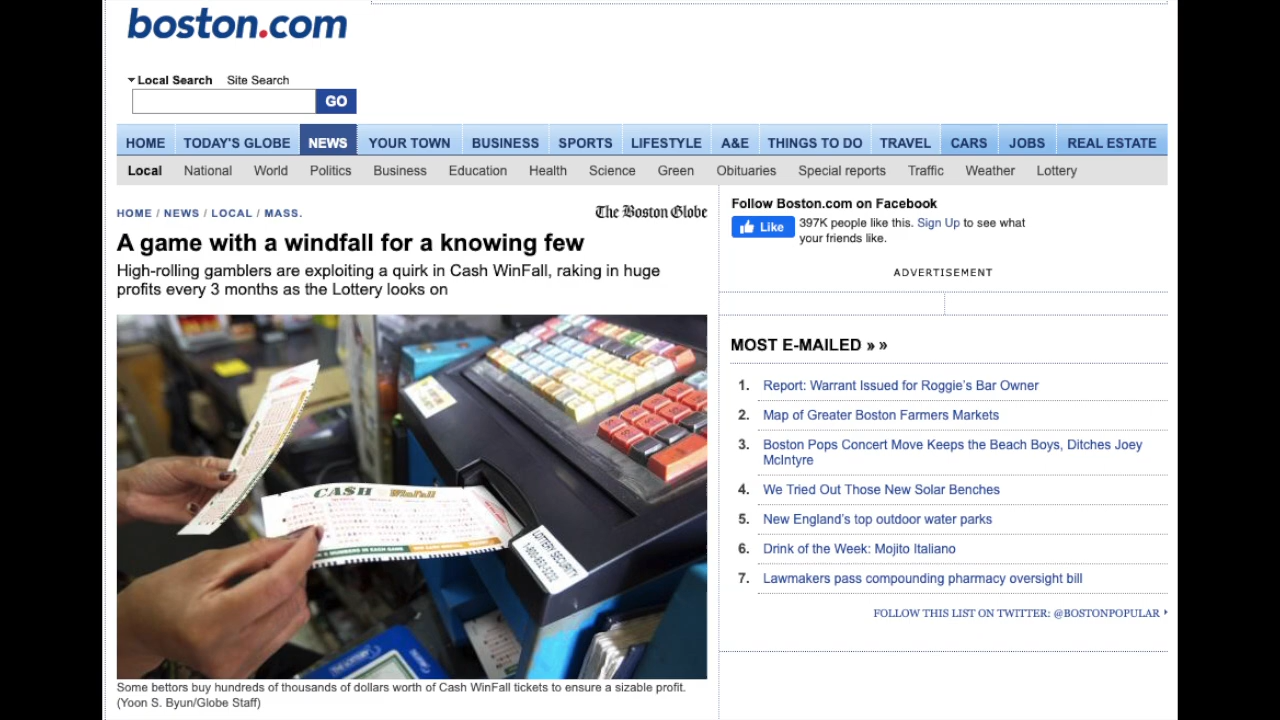 boston.com
Local Search Site Search
GO
HOME TODAY'S GLOBE NEWS YOUR TOWN BUSINESS SPORTS LIFESTYLE A&E THINGS TO DO TRAVEL CARS JOBS REAL ESTATE
Local National World Politics Business Education Health Science Green Obituaries Special reports Traffic Weather Lottery
HOME / NEWS / LOCAL / MASS.
The Boston Globe
A game with a windfall for a knowing few
High-rolling gamblers are exploiting a quirk in Cash WinFall, raking in huge
profits every 3 months as the Lottery looks on
CASH WinFall
LOTTERY SECURITY
Some bettors buy hundreds of thousands of dollars worth of Cash WinFall tickets to ensure a sizable profit.
(Yoon S. Byun/Globe Staff)
Follow Boston.com on Facebook
Like
397K people like this. Sign Up to see what
your friends like.
ADVERTISEMENT
MOST E-MAILED » »
1. Report: Warrant Issued for Roggie's Bar Owner
2. Map of Greater Boston Farmers Markets
3. Boston Pops Concert Move Keeps the Beach Boys, Ditches Joey
McIntyre
4. We Tried Out Those New Solar Benches
5. New England's top outdoor water parks
6. Drink of the Week: Mojito Italiano
7. Lawmakers pass compounding pharmacy oversight bill
FOLLOW THIS LIST ON TWITTER: @BOSTONPOPULAR